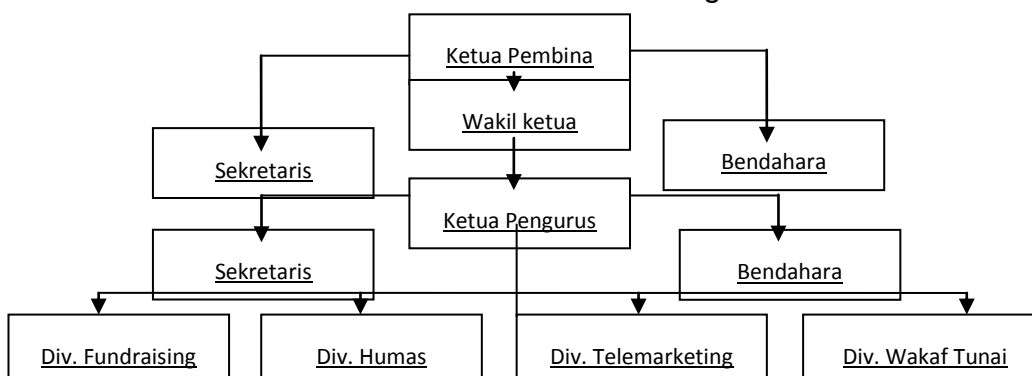 Ketua Pembina
Wakil ketua
Sekretaris
Bendahara
Ketua Pengurus
Sekretaris
Bendahara
Div. Fundraising
Div. Humas
Div. Telemarketing
Div. Wakaf Tunai